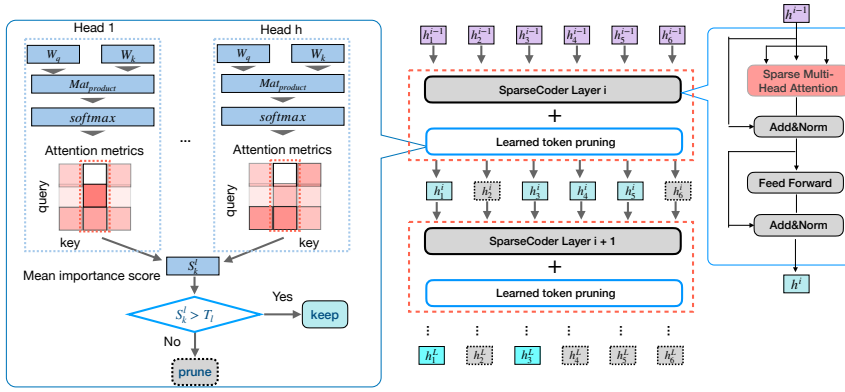 Head 1
W_q
W_k
Mat_product
softmax
Attention metrics
query
key
...
Head h
W_q
W_k
Mat_product
softmax
Attention metrics
query
key
Mean importance score
S_k^l
S_k^l > T_l
Yes
keep
No
prune
h_1^{i-1}
h_2^{i-1}
h_3^{i-1}
h_4^{i-1}
h_5^{i-1}
h_6^{i-1}
SparseCoder Layer i
+
Learned token pruning
h_1^i
h_2^i
h_3^i
h_4^i
h_5^i
h_6^i
SparseCoder Layer i + 1
+
Learned token pruning
h_1^L
h_2^L
h_3^L
h_4^L
h_5^L
h_6^L
h^{i-1}
Sparse Multi-
Head Attention
Add&Norm
Feed Forward
Add&Norm
h^i